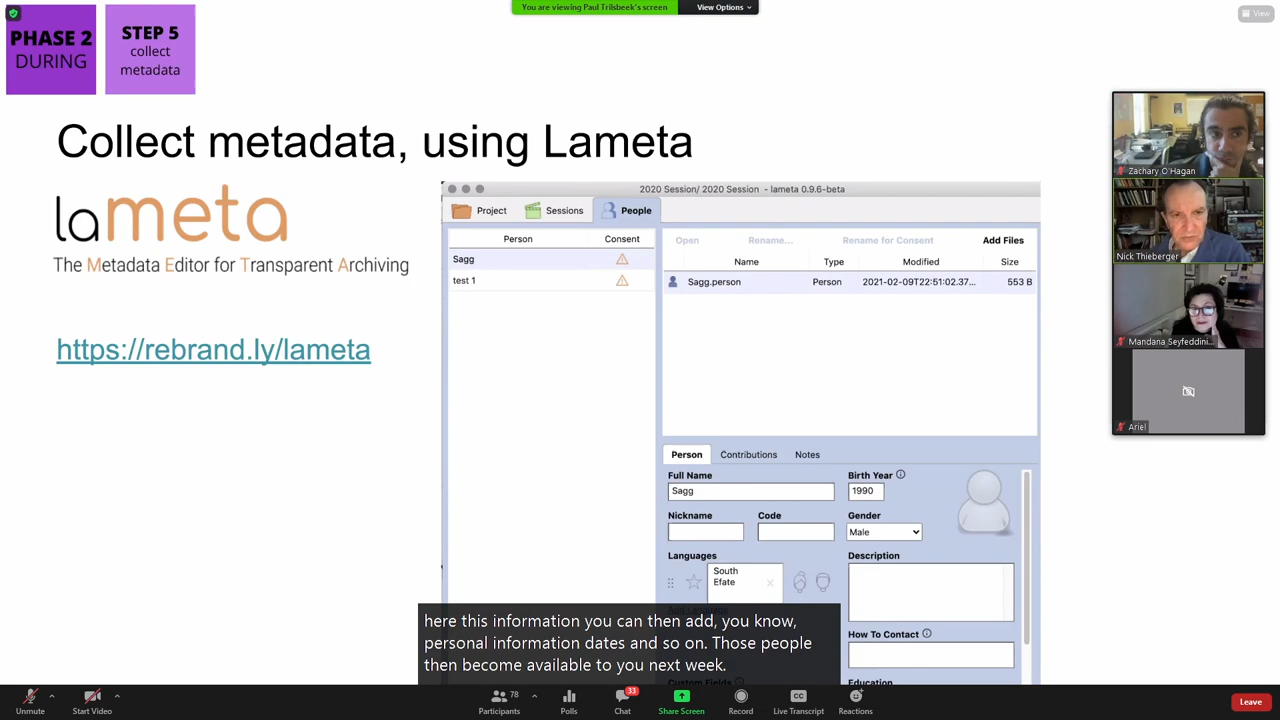 You are viewing Paul Trilsbeek's screen
View Options
View
PHASE 2
DURING
STEP 5
collect
metadata
Collect metadata, using Lameta
lameta
The Metadata Editor for Transparent Archiving
https://rebrand.ly/lameta
2020 Session/ 2020 Session - lameta 0.9.6-beta
Project
Sessions
People
Person
Consent
Sagg
test 1
Open
Rename...
Rename for Consent
Add Files
Name
Type
Modified
Size
Sagg.person
Person
2021-02-09T22:51:02.37...
553 B
Person
Contributions
Notes
Full Name
Sagg
Birth Year
1990
Nickname
Code
Gender
Male
Languages
South
Efate
Description
How To Contact
Education
Custom Fields
here this information you can then add, you know,
personal information dates and so on. Those people
then become available to you next week.
Zachary O'Hagan
Nick Thieberger
Mandana Seyfeddini...
Ariel
Unmute
Start Video
78
Participants
Polls
33
Chat
Share Screen
Record
CC
Live Transcript
Reactions
Leave